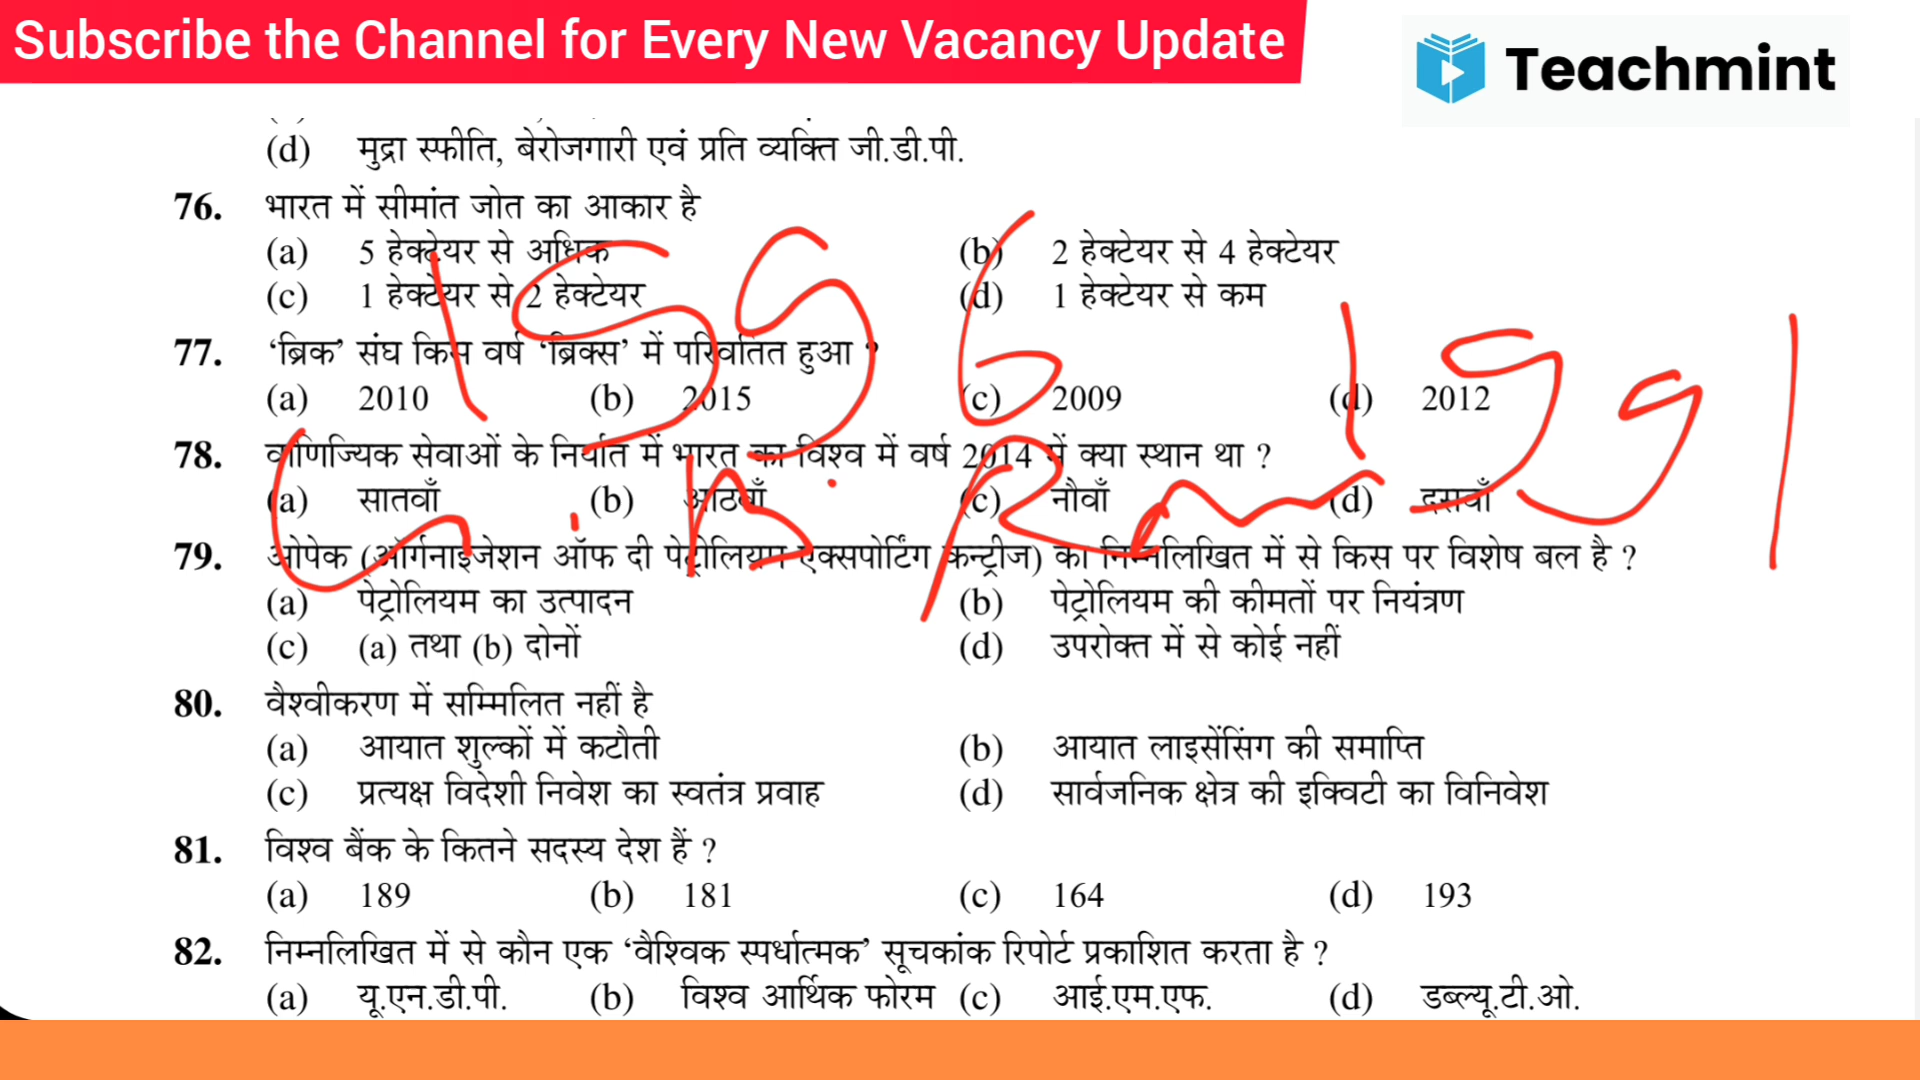 Subscribe the Channel for Every New Vacancy Update
Teachmint
(d) मुद्रा स्फीति, बेरोजगारी एवं प्रति व्यक्ति जी.डी.पी.
76. भारत में सीमांत जोत का आकार है
(a) 5 हेक्टेयर से अधिक (b) 2 हेक्टेयर से 4 हेक्टेयर
(c) 1 हेक्टेयर से 2 हेक्टेयर (d) 1 हेक्टेयर से कम
77. ‘ब्रिक’ संघ किस वर्ष ‘ब्रिक्स’ में परिवर्तित हुआ ?
(a) 2010 (b) 2015 (c) 2009 (d) 2012
78. वाणिज्यिक सेवाओं के निर्यात में भारत का विश्व में वर्ष 2014 में क्या स्थान था ?
(a) सातवाँ (b) आठवाँ (c) नौवाँ (d) दसवाँ
79. ओपेक (ऑर्गनाइजेशन ऑफ दी पेट्रोलियम एक्सपोर्टिंग कन्ट्रीज) का निम्नलिखित में से किस पर विशेष बल है ?
(a) पेट्रोलियम का उत्पादन (b) पेट्रोलियम की कीमतों पर नियंत्रण
(c) (a) तथा (b) दोनों (d) उपरोक्त में से कोई नहीं
80. वैश्वीकरण में सम्मिलित नहीं है
(a) आयात शुल्कों में कटौती (b) आयात लाइसेंसिंग की समाप्ति
(c) प्रत्यक्ष विदेशी निवेश का स्वतंत्र प्रवाह (d) सार्वजनिक क्षेत्र की इक्विटी का विनिवेश
81. विश्व बैंक के कितने सदस्य देश हैं ?
(a) 189 (b) 181 (c) 164 (d) 193
82. निम्नलिखित में से कौन एक ‘वैश्विक स्पर्धात्मक’ सूचकांक रिपोर्ट प्रकाशित करता है ?
(a) यू.एन.डी.पी. (b) विश्व आर्थिक फोरम (c) आई.एम.एफ. (d) डब्ल्यू.टी.ओ.
1996
1991